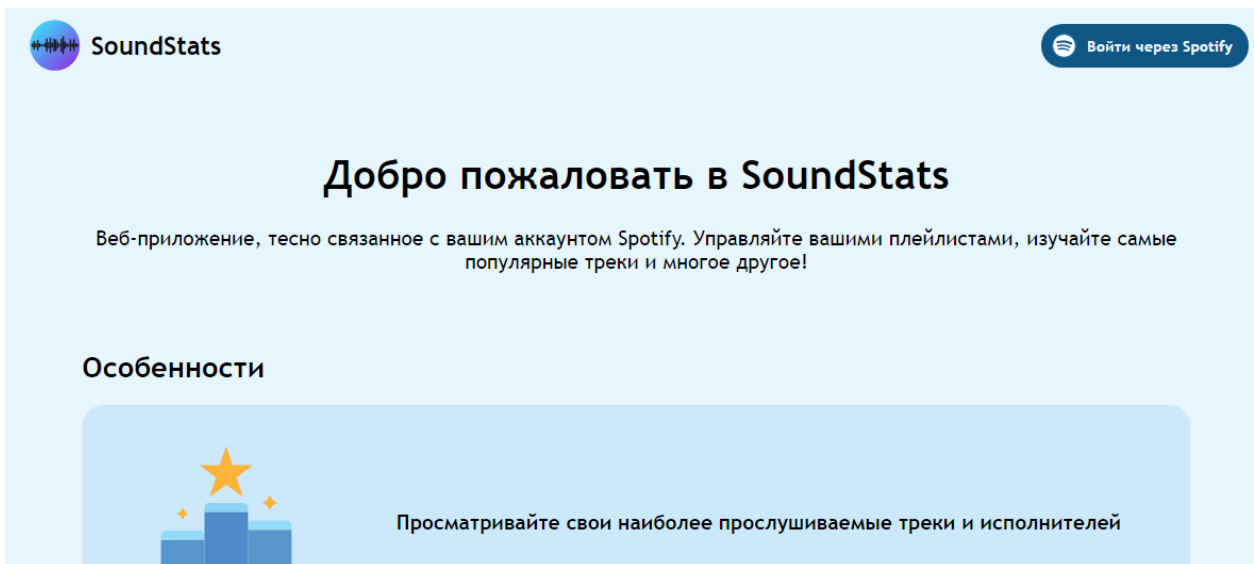 SoundStats
Войти через Spotify
Добро пожаловать в SoundStats
Веб-приложение, тесно связанное с вашим аккаунтом Spotify. Управляйте вашими плейлистами, изучайте самые
популярные треки и многое другое!
Особенности
Просматривайте свои наиболее прослушиваемые треки и исполнителей